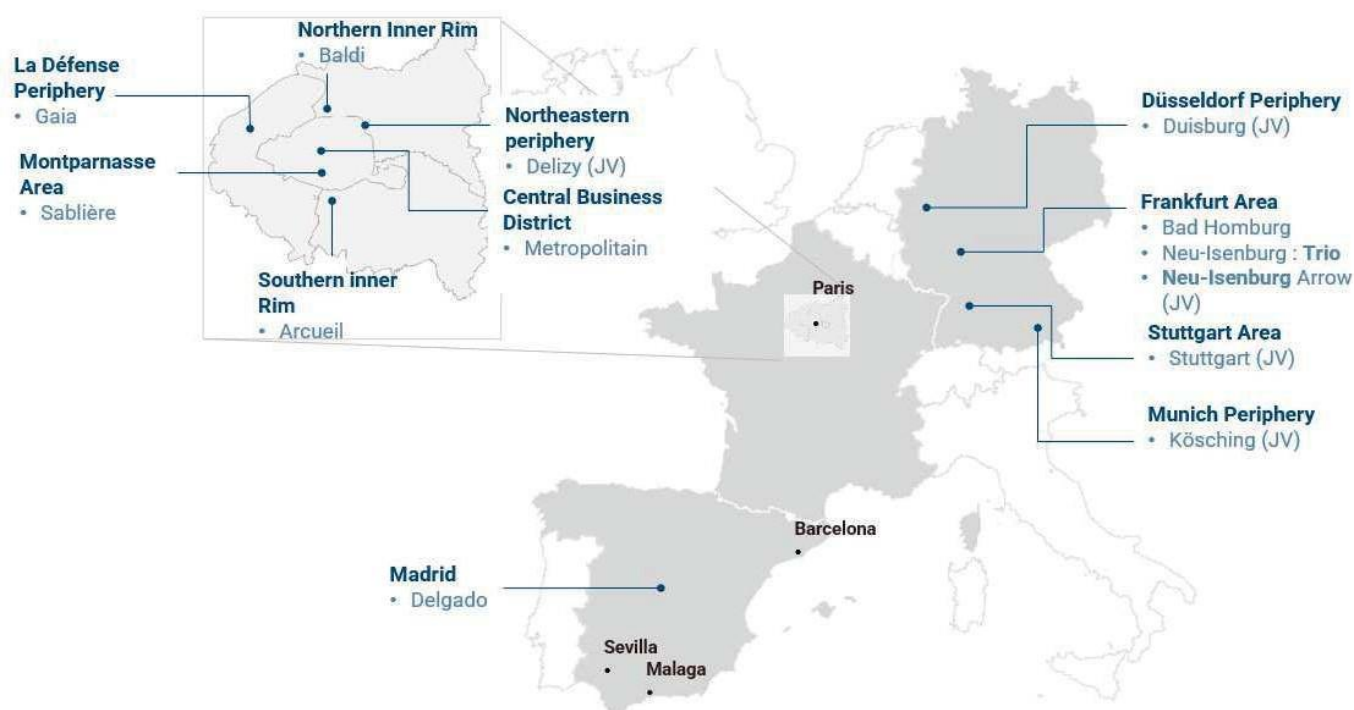 Northern Inner Rim
• Baldi
La Défense
Periphery
• Gaia
Montparnasse
Area
• Sablière
Northeastern
periphery
• Delizy (JV)
Central Business
District
• Metropolitain
Southern inner
Rim
• Arcueil
Paris
Düsseldorf Periphery
• Duisburg (JV)
Frankfurt Area
• Bad Homburg
• Neu-Isenburg : Trio
• Neu-Isenburg Arrow
(JV)
Stuttgart Area
• Stuttgart (JV)
Munich Periphery
• Kösching (JV)
Barcelona
Madrid
• Delgado
Sevilla
Malaga